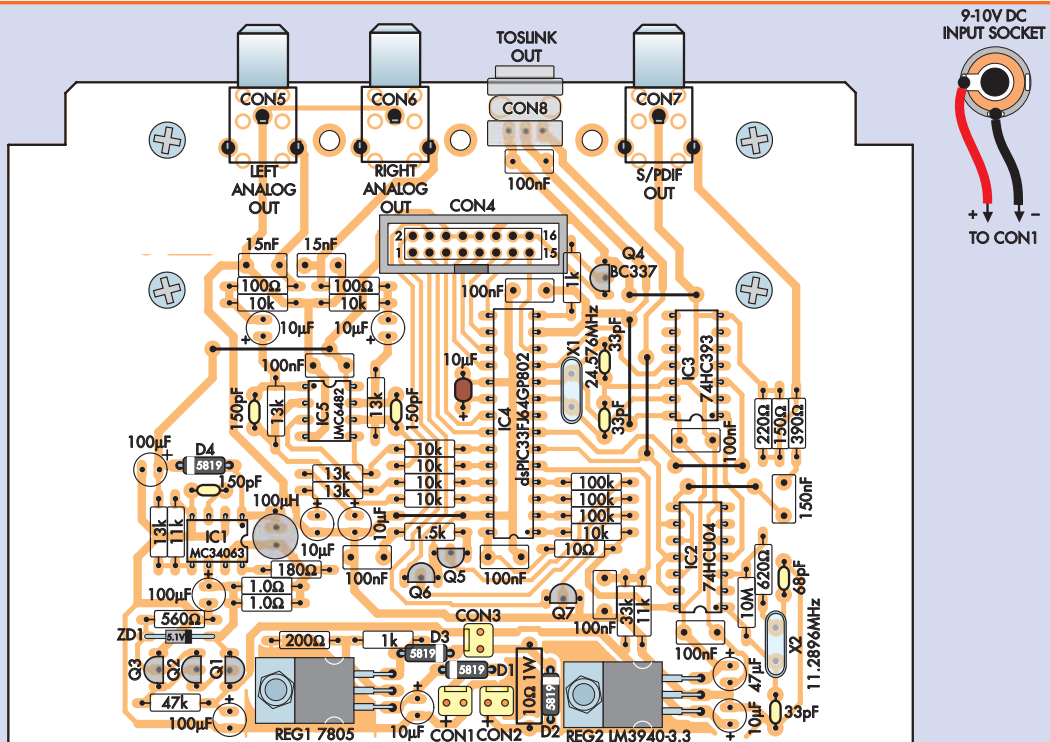 9-10V DC
INPUT SOCKET
+
–
TO CON1
TOSLINK
OUT
CON5
CON6
CON8
CON7
LEFT
ANALOG
OUT
RIGHT
ANALOG
OUT
100nF
S/PDIF
OUT
CON4
2
16
1
15
15nF
15nF
Q4
BC337
1k
100Ω
100Ω
10k
10k
100nF
10µF
10µF
+
+
100nF
10µF
+
X1
24.576MHz
33pF
33pF
IC3
74HC393
IC4
dsPIC33FJ64GP802
150pF
13k
IC5
LMC6482
13k
150pF
220Ω
150Ω
390Ω
100nF
100µF
+
D4
5819
150pF
10k
10k
10k
10k
13k
13k
100k
100k
100k
10k
10Ω
150nF
100µH
13k
11k
IC1
MC34063
+
10µF
+
10µF
1.5k
100nF
Q6
Q5
100nF
IC2
74HCU04
620Ω
68pF
10M
180Ω
1.0Ω
1.0Ω
100µF
+
560Ω
ZD1
5.1V
Q7
100nF
33k
11k
100nF
X2
11.2896MHz
CON3
200Ω
1k
D3
5819
5819
D1
Q3
Q2
Q1
47k
100µF
+
REG1 7805
+
10µF
+
+
CON1
CON2
10Ω 1W
5819
D2
REG2 LM3940-3.3
+
47µF
+
10µF
33pF